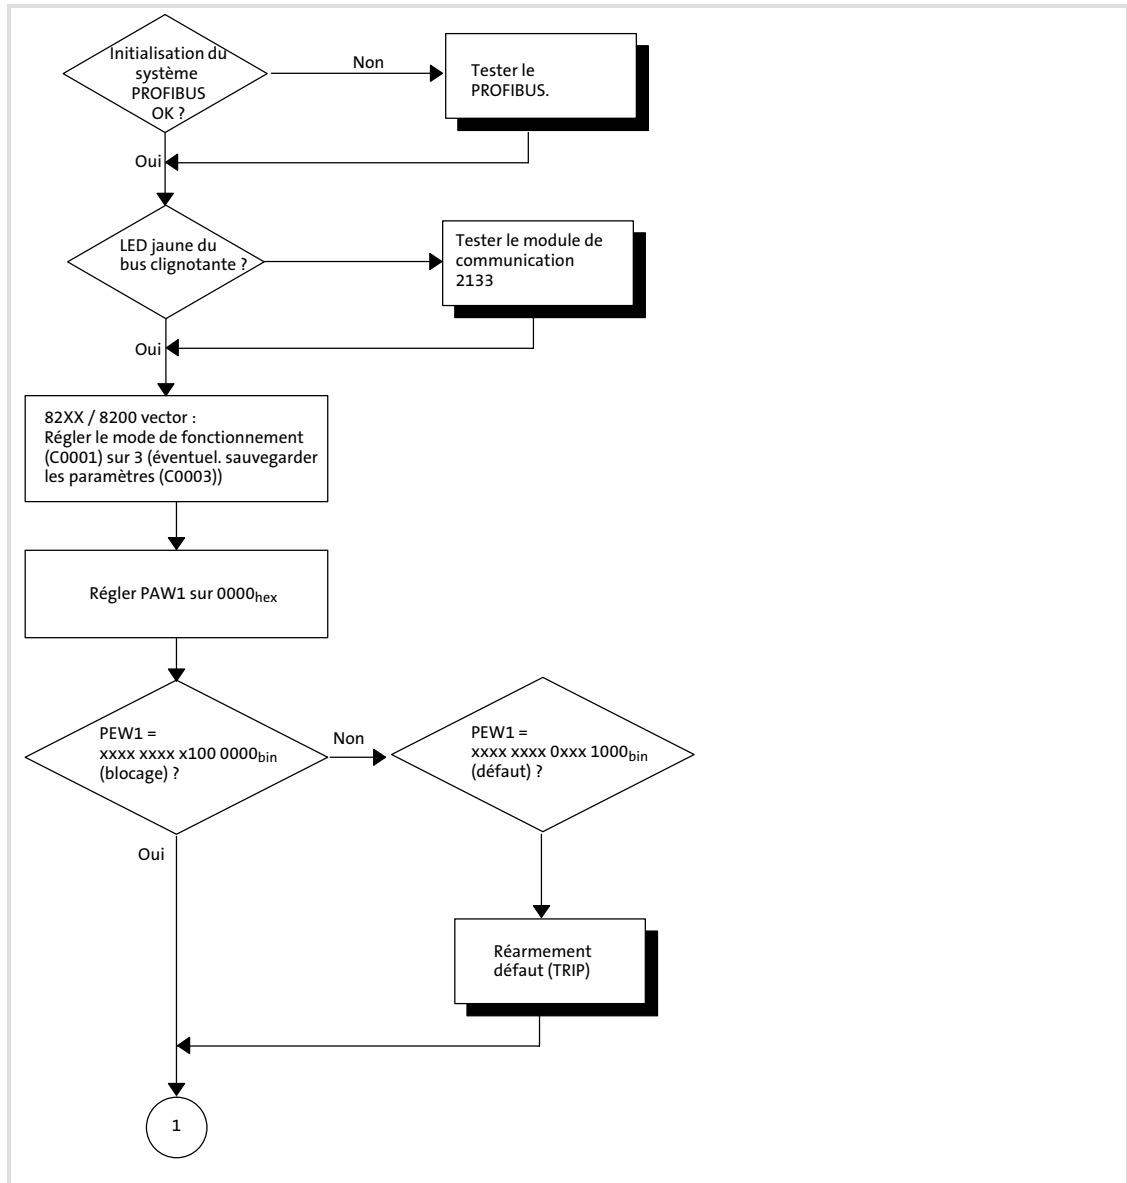 Initialisation du
système
PROFIBUS
OK ?
Non
Tester le
PROFIBUS.
Oui
LED jaune du
bus clignotante ?
Tester le module de
communication
2133
Oui
82XX / 8200 vector :
Régler le mode de fonctionnement
(C0001) sur 3 (éventuel. sauvegarder
les paramètres (C0003))
Régler PAW1 sur 0000hex
PEW1 =
xxxx xxxx x100 0000bin
(blocage) ?
Non
PEW1 =
xxxx xxxx 0xxx 1000bin
(défaut) ?
Oui
Réarmement
défaut (TRIP)
1